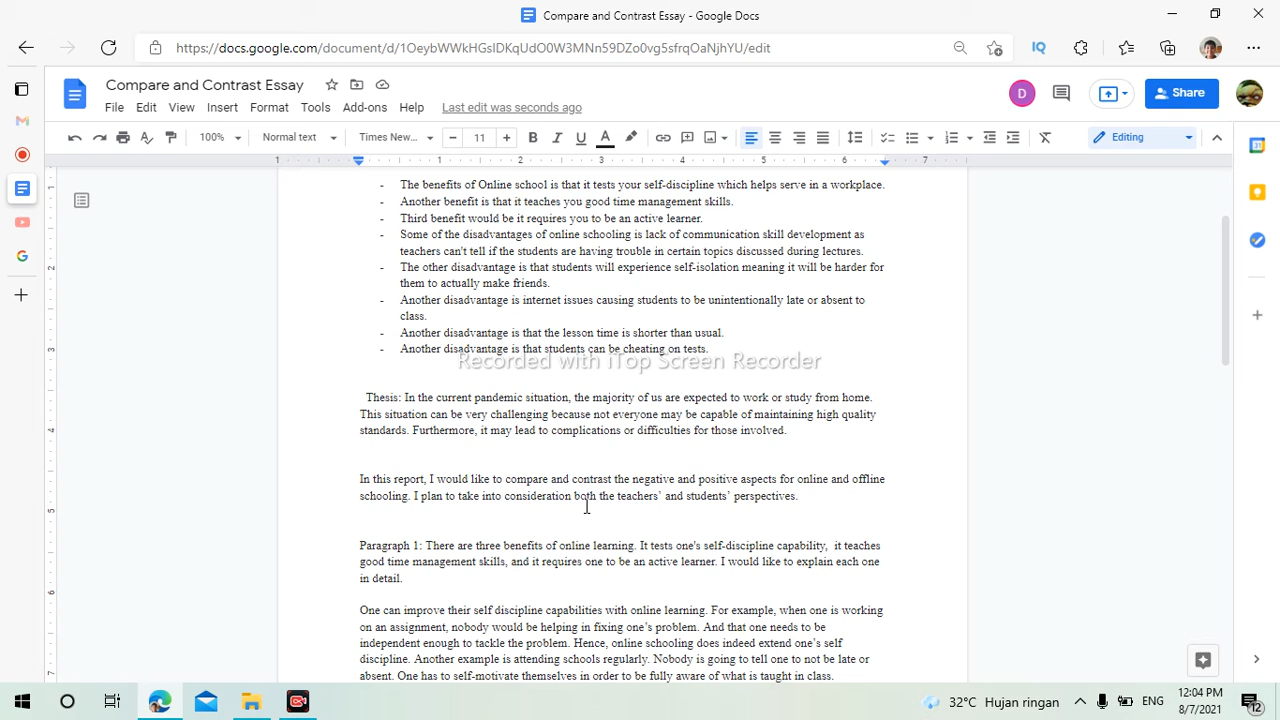 Compare and Contrast Essay - Google Docs
https://docs.google.com/document/d/1OeybWWkHGsIDKqUdO0W3MNn59DZo0vg5sfrqOaNjhYU/edit
IQ
Compare and Contrast Essay
File Edit View Insert Format Tools Add-ons Help Last edit was seconds ago
D
Share
100% Normal text Times New... 11 B I U A Editing
1 1 2 3 4 5 6 7
- The benefits of Online school is that it tests your self-discipline which helps serve in a workplace.
- Another benefit is that it teaches you good time management skills.
- Third benefit would be it requires you to be an active learner.
- Some of the disadvantages of online schooling is lack of communication skill development as
teachers can't tell if the students are having trouble in certain topics discussed during lectures.
- The other disadvantage is that students will experience self-isolation meaning it will be harder for
them to actually make friends.
- Another disadvantage is internet issues causing students to be unintentionally late or absent to
class.
- Another disadvantage is that the lesson time is shorter than usual.
- Another disadvantage is that students can be cheating on tests.
Recorded with iTop Screen Recorder
Thesis: In the current pandemic situation, the majority of us are expected to work or study from home.
This situation can be very challenging because not everyone may be capable of maintaining high quality
standards. Furthermore, it may lead to complications or difficulties for those involved.
In this report, I would like to compare and contrast the negative and positive aspects for online and offline
schooling. I plan to take into consideration both the teachers’ and students’ perspectives.
Paragraph 1: There are three benefits of online learning. It tests one's self-discipline capability, it teaches
good time management skills, and it requires one to be an active learner. I would like to explain each one
in detail.
One can improve their self discipline capabilities with online learning. For example, when one is working
on an assignment, nobody would be helping in fixing one’s problem. And that one needs to be
independent enough to tackle the problem. Hence, online schooling does indeed extend one’s self
discipline. Another example is attending schools regularly. Nobody is going to tell one to not be late or
absent. One has to self-motivate themselves in order to be fully aware of what is taught in class.
1
2
3
4
5
6
7
31
32°C Hujan ringan
ENG
12:04 PM
8/7/2021
12